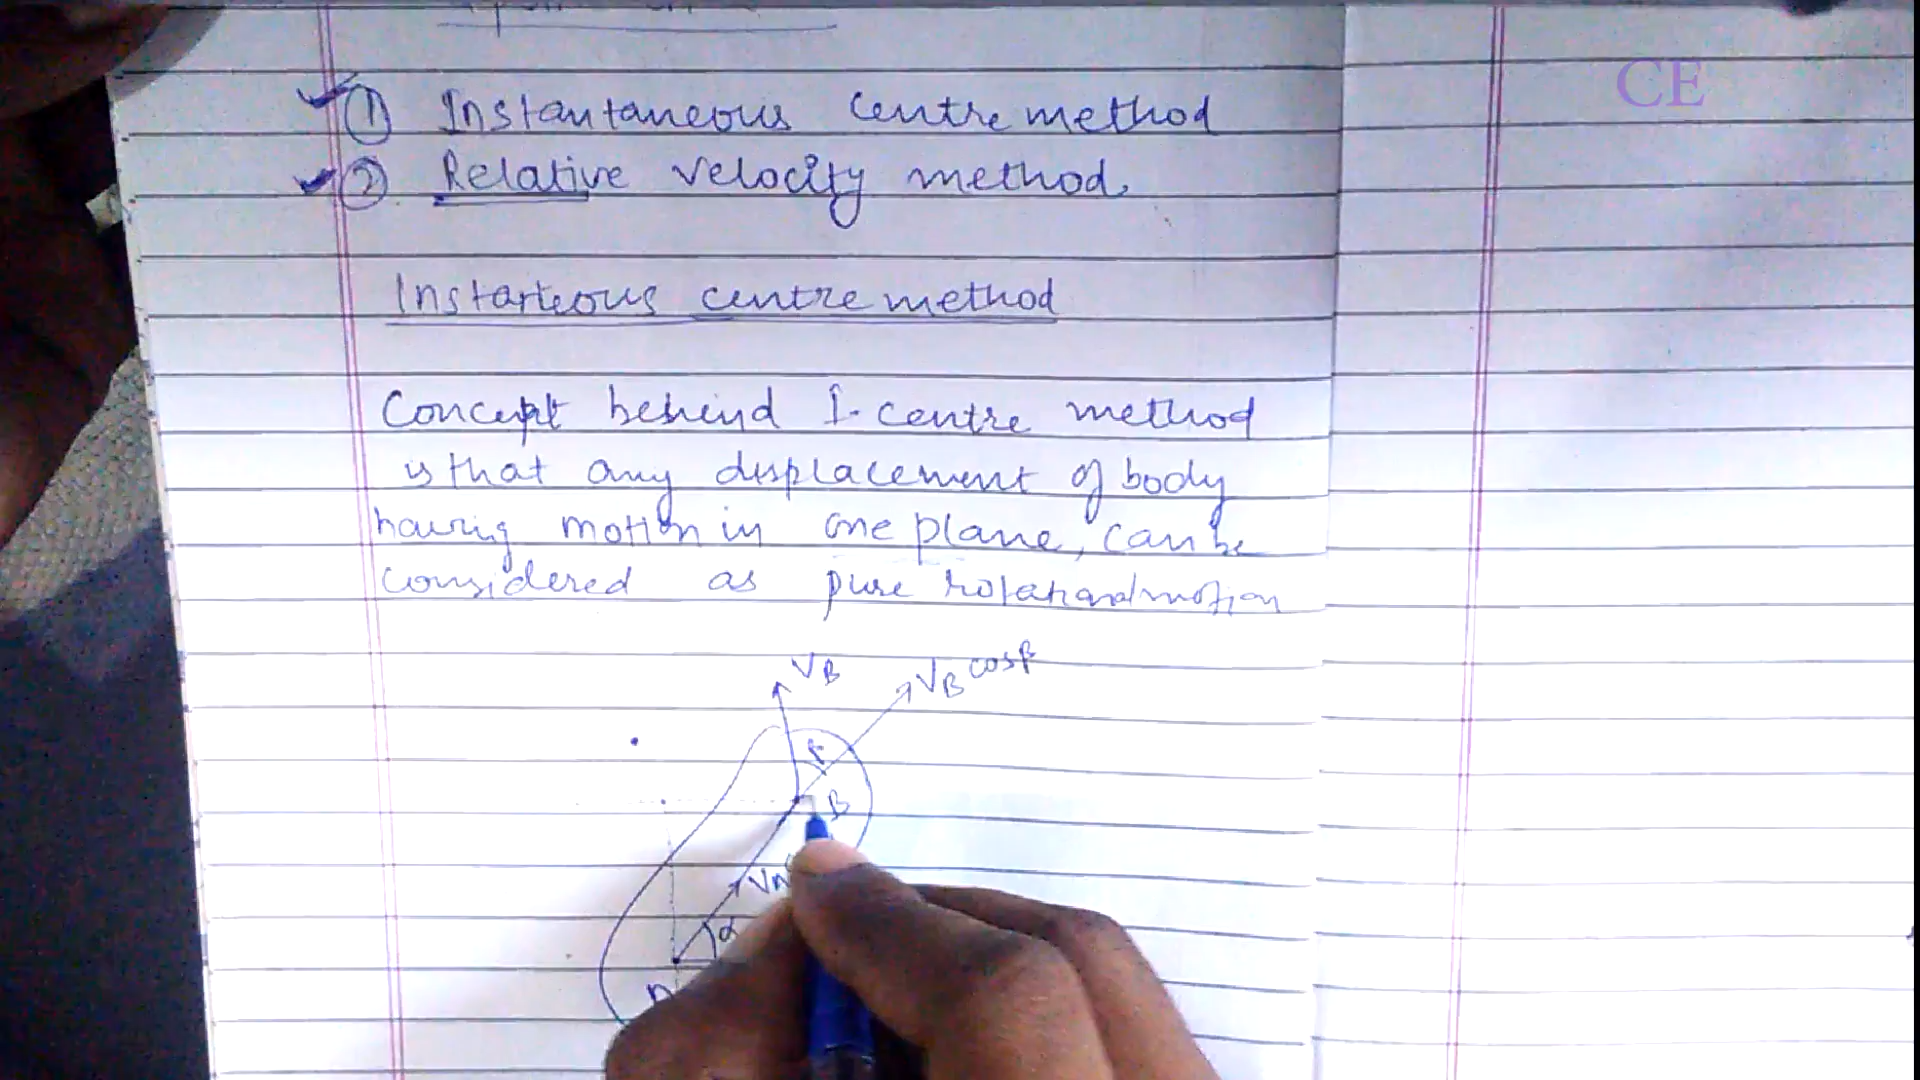 CE
① Instantaneous centre method
② Relative velocity method,
Instarteous centre method
Concept behind I-centre method
is that any displacement of body
having motion in one plane, can be
considered as pure rotational motion
VB
VB cosβ
β
B
α